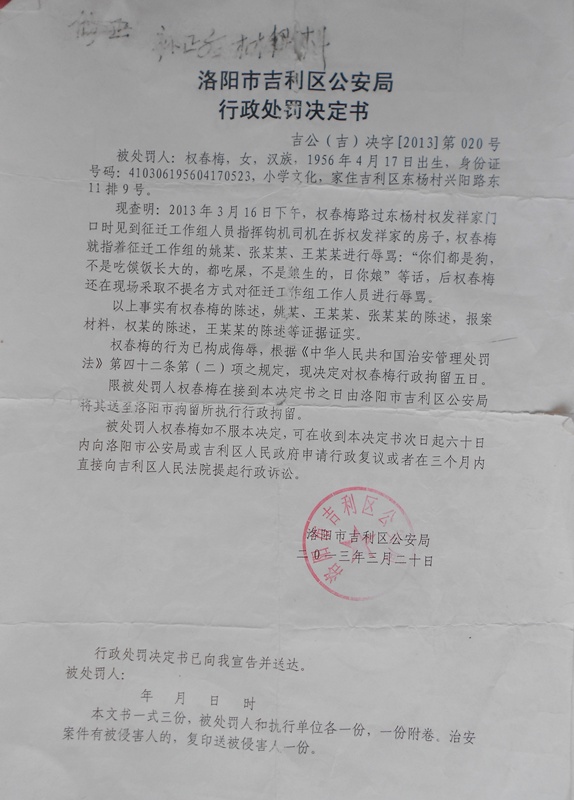 补正后材料
洛阳市吉利区公安局
行政处罚决定书
吉公（吉）决字[2013]第 020 号
被处罚人：权春梅，女，汉族，1956 年 4 月 17 日出生，身份证
号码：410306195604170523，小学文化，家住吉利区东杨村兴阳路东
11 排 9 号。
现查明：2013 年 3 月 16 日下午，权春梅路过东杨村权发祥家门
口时见到征迁工作组人员指挥钩机司机在拆权发祥家的房子，权春梅
就指着征迁工作组的姚某、张某某、王某某进行辱骂：“你们都是狗，
不是吃馍饭长大的，都吃屎，不是娘生的，日你娘”等话，后权春梅
还在现场采取不提名方式对征迁工作组工作人员进行辱骂。
以上事实有权春梅的陈述，姚某、王某某、张某某的陈述，报案
材料，权某的陈述，王某某的陈述等证据证实。
权春梅的行为已构成侮辱，根据《中华人民共和国治安管理处罚
法》第四十二条第（二）项之规定，现决定对权春梅行政拘留五日。
限被处罚人权春梅在接到本决定书之日由洛阳市吉利区公安局
将其送至洛阳市拘留所执行行政拘留。
被处罚人权春梅如不服本决定，可在收到本决定书次日起六十日
内向洛阳市公安局或吉利区人民政府申请行政复议或者在三个月内
直接向吉利区人民法院提起行政诉讼。
洛阳市吉利区公
洛阳市吉利区公安局
二〇一三年三月二十日
行政处罚决定书已向我宣告并送达。
被处罚人：
年 月 日 时
本文书一式三份，被处罚人和执行单位各一份，一份附卷。治安
案件有被侵害人的，复印送被侵害人一份。